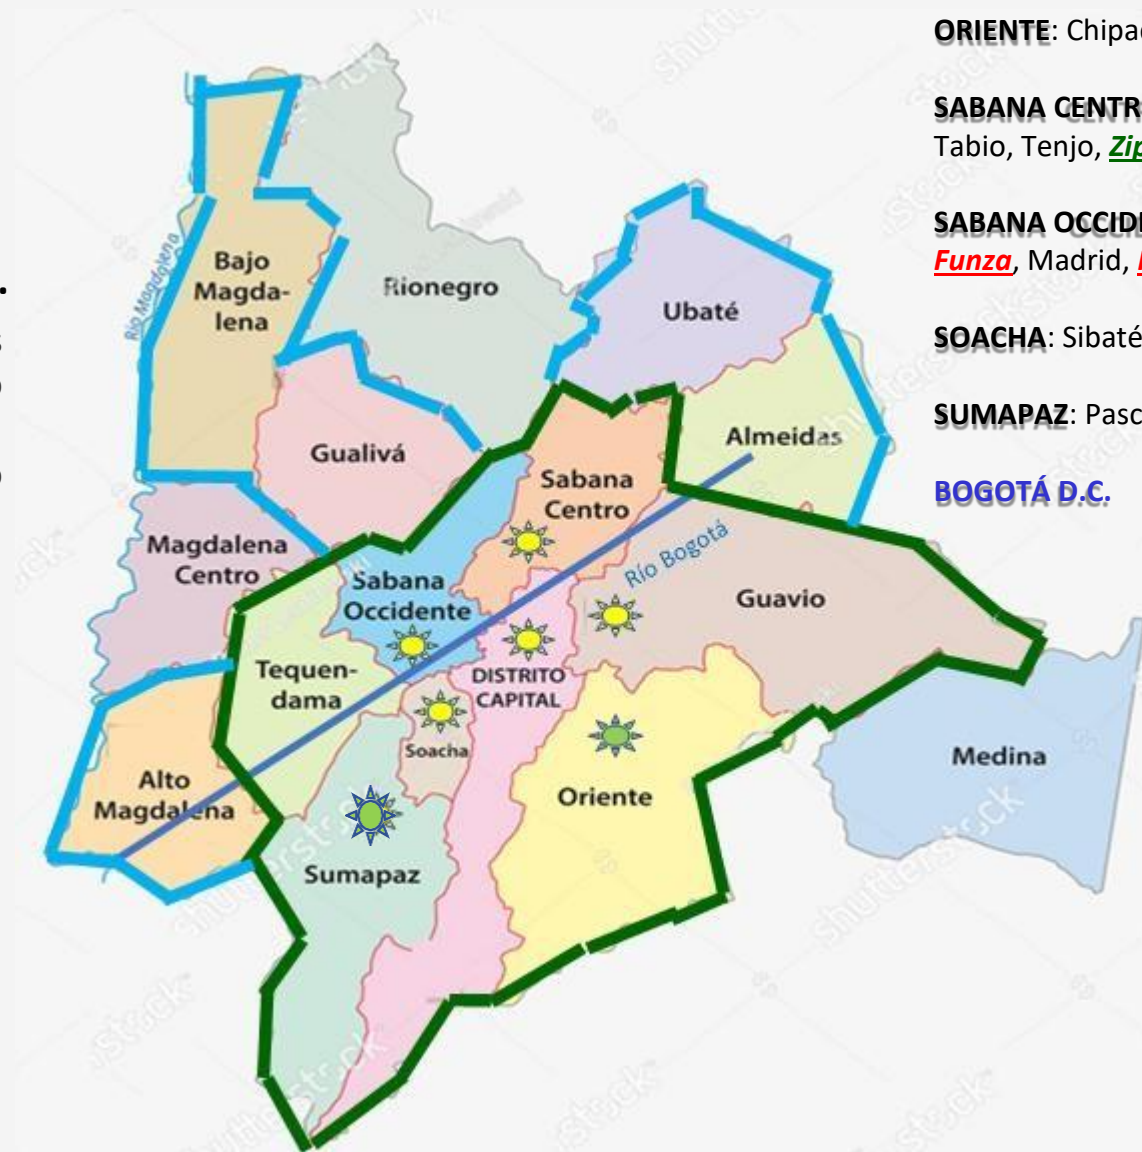 ORIENTE: Chipa
SABANA CENTR
Tabio, Tenjo, Zip
SABANA OCCID
Funza, Madrid,
SOACHA: Sibaté
SUMAPAZ: Pasc
BOGOTÁ D.C.
Río Magdalena
Bajo
Magda-
lena
Rionegro
Ubaté
Gualivá
Almeidas
Sabana
Centro
Magdalena
Centro
Sabana
Occidente
Río Bogotá
Guavio
Tequen-
dama
DISTRITO
CAPITAL
Soacha
Medina
Alto
Magdalena
Oriente
Sumapaz
shutterstock